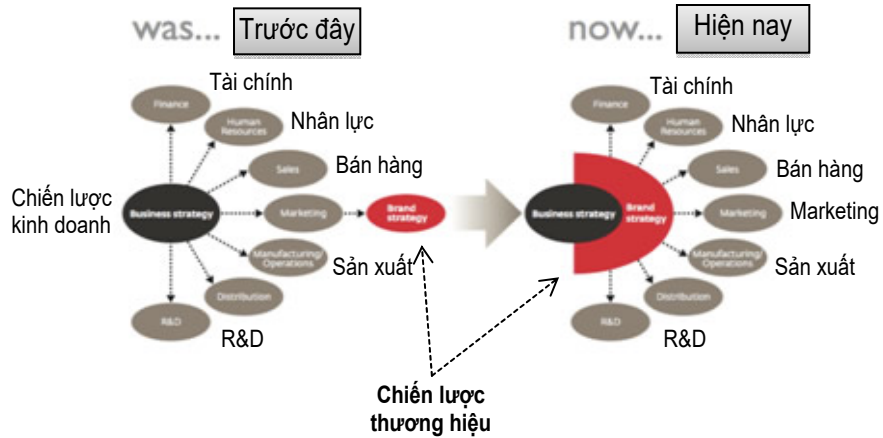 was... Trước đây
now... Hiện nay
Tài chính
Finance
Human
Resources
Nhân lực
Sales
Bán hàng
Chiến lược
kinh doanh
Business strategy
Marketing
Brand
strategy
Manufacturing/
Operations
Sản xuất
Distribution
R&D
R&D
Tài chính
Finance
Human
Resources
Nhân lực
Sales
Bán hàng
Business strategy
Brand
strategy
Marketing
Marketing
Manufacturing/
Operations
Sản xuất
Distribution
R&D
R&D
Chiến lược
thương hiệu